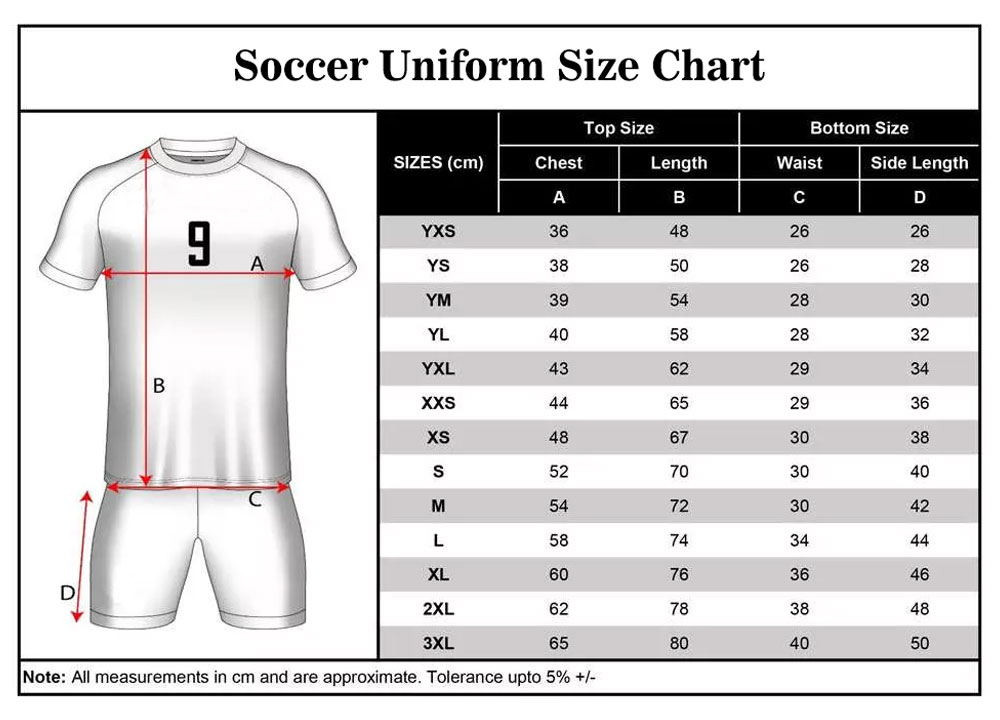 Soccer Uniform Size Chart
SIZES (cm) Top Size Bottom Size
Chest Length Waist Side Length
A B C D
YXS 36 48 26 26
YS 38 50 26 28
YM 39 54 28 30
YL 40 58 28 32
YXL 43 62 29 34
XXS 44 65 29 36
XS 48 67 30 38
S 52 70 30 40
M 54 72 30 42
L 58 74 34 44
XL 60 76 36 46
2XL 62 78 38 48
3XL 65 80 40 50
9
A
B
C
D
Note: All measurements in cm and are approximate. Tolerance upto 5% +/-